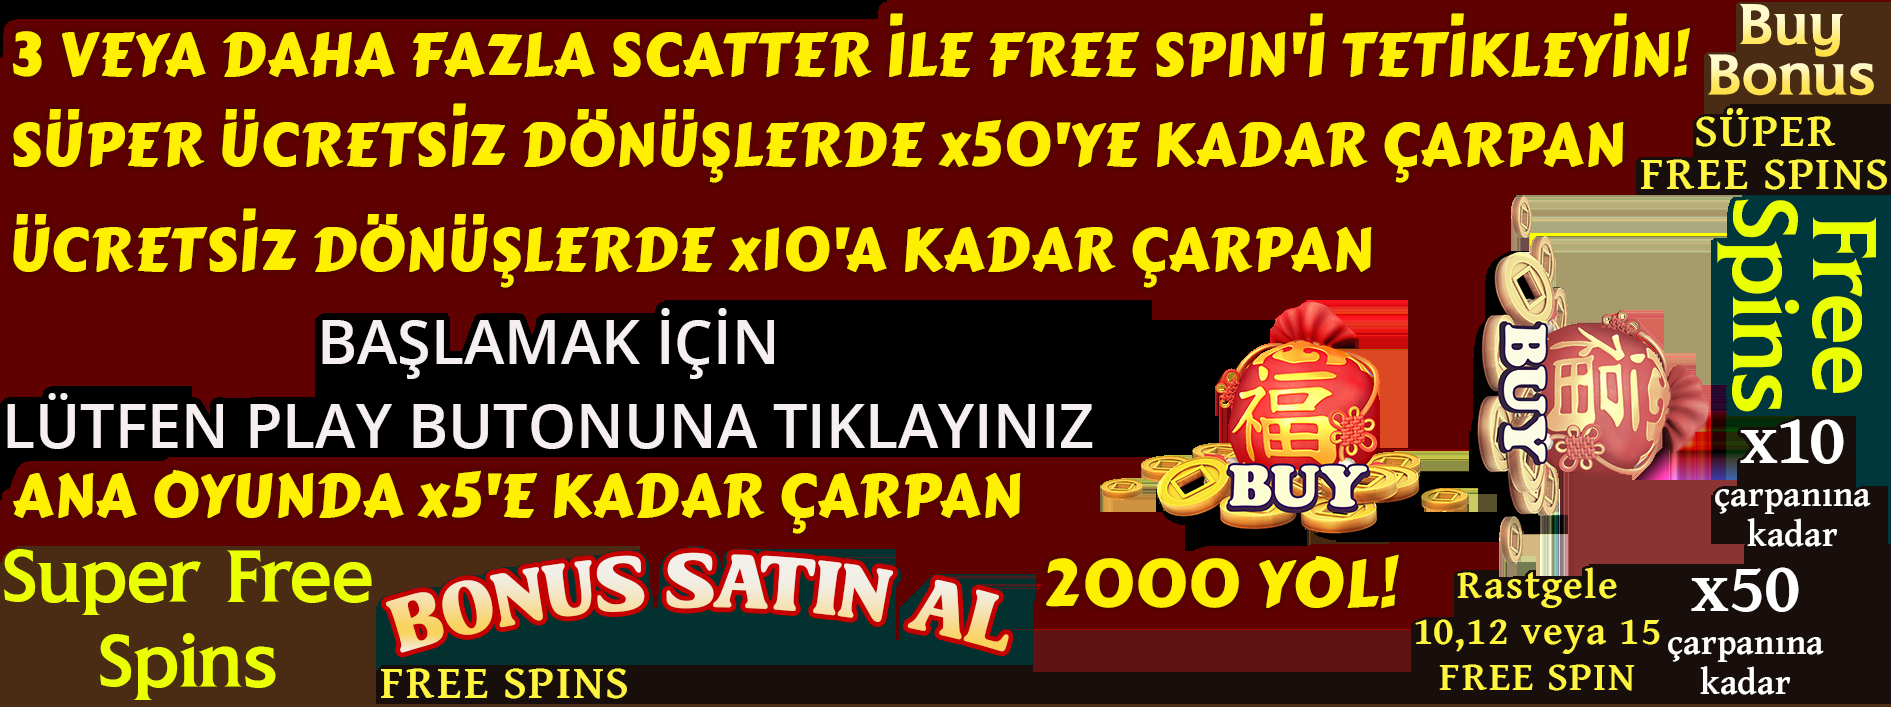 3 VEYA DAHA FAZLA SCATTER İLE FREE SPIN'İ TETİKLEYİN!
SÜPER ÜCRETSİZ DÖNÜŞLERDE x50'YE KADAR ÇARPAN
ÜCRETSİZ DÖNÜŞLERDE x10'A KADAR ÇARPAN
BAŞLAMAK İÇİN
LÜTFEN PLAY BUTONUNA TIKLAYINIZ
ANA OYUNDA x5'E KADAR ÇARPAN
Super Free
Spins
BONUS SATIN AL
FREE SPINS
2000 YOL!
福
BUY
福
BUY
Buy
Bonus
SÜPER
FREE SPINS
Free
Spins
x10
çarpanına
kadar
Rastgele
10,12 veya 15
FREE SPIN
x50
çarpanına
kadar